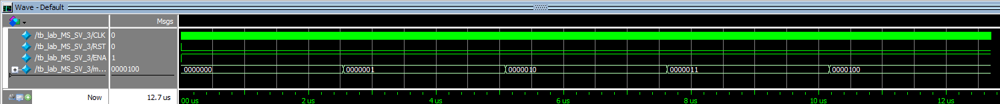 Wave - Default
Msgs
/tb_lab_MS_SV_3/CLK 0
/tb_lab_MS_SV_3/RST 0
/tb_lab_MS_SV_3/ENA 1
/tb_lab_MS_SV_3/m... 0000100 0000000 0000001 0000010 0000011 0000100
Now 12.7 us 00 us 2 us 4 us 6 us 8 us 10 us 12 us